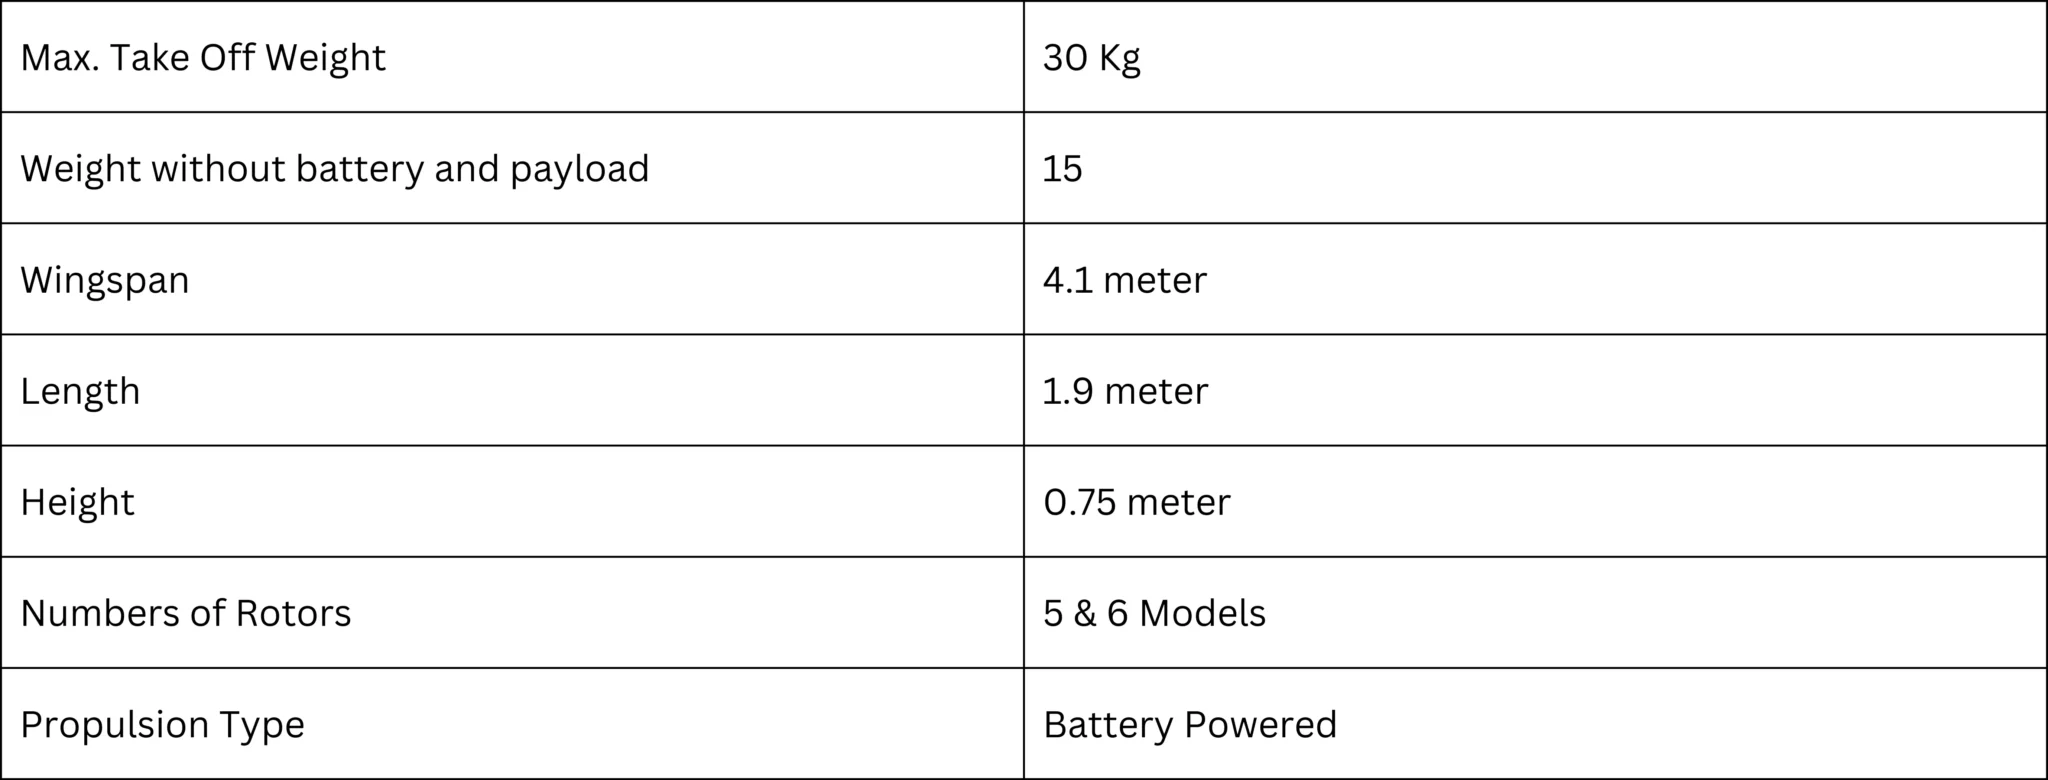 Max. Take Off Weight 30 Kg
Weight without battery and payload 15
Wingspan 4.1 meter
Length 1.9 meter
Height 0.75 meter
Numbers of Rotors 5 & 6 Models
Propulsion Type Battery Powered